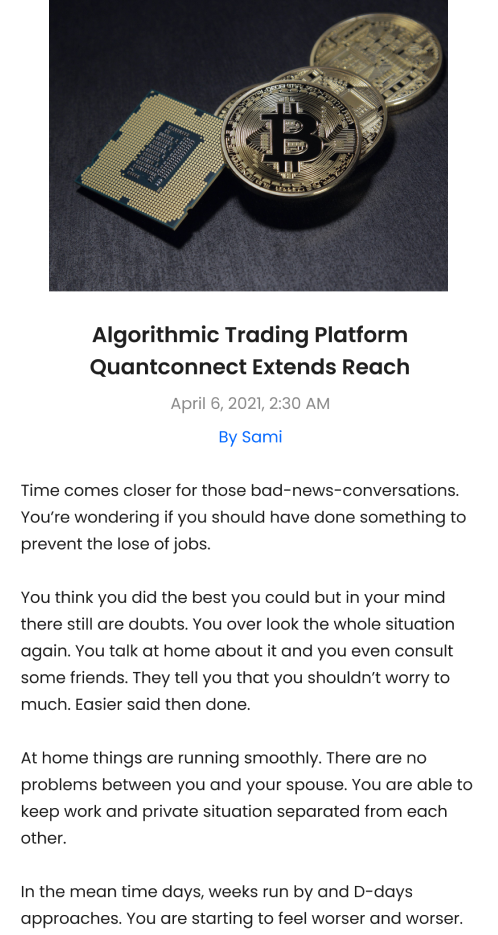 Algorithmic Trading Platform
Quantconnect Extends Reach
April 6, 2021, 2:30 AM
By Sami
Time comes closer for those bad-news-conversations.
You’re wondering if you should have done something to
prevent the lose of jobs.
You think you did the best you could but in your mind
there still are doubts. You over look the whole situation
again. You talk at home about it and you even consult
some friends. They tell you that you shouldn’t worry to
much. Easier said then done.
At home things are running smoothly. There are no
problems between you and your spouse. You are able to
keep work and private situation separated from each
other.
In the mean time days, weeks run by and D-days
approaches. You are starting to feel worser and worser.